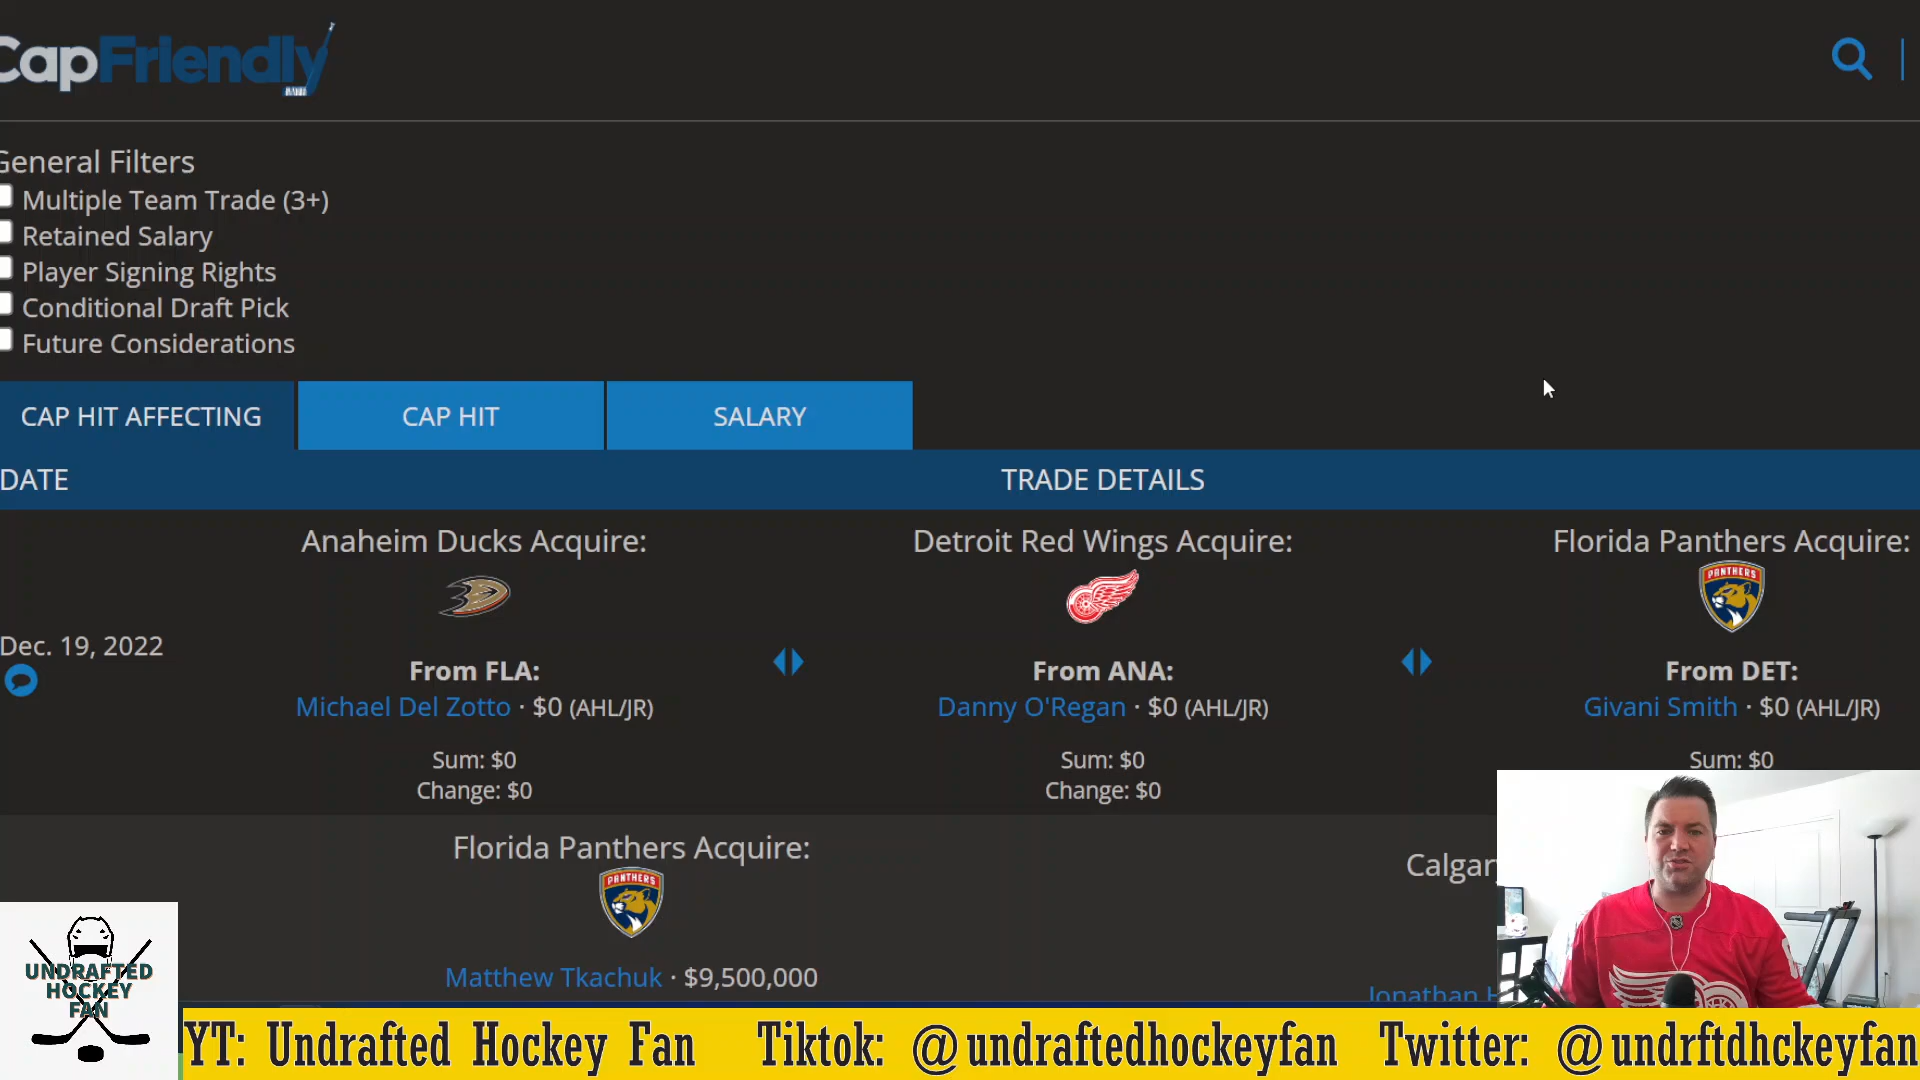 CapFriendly
General Filters
Multiple Team Trade (3+)
Retained Salary
Player Signing Rights
Conditional Draft Pick
Future Considerations
CAP HIT AFFECTING
CAP HIT
SALARY
DATE
TRADE DETAILS
Anaheim Ducks Acquire:
Detroit Red Wings Acquire:
Florida Panthers Acquire:
PANTHERS
Dec. 19, 2022
From FLA:
From ANA:
From DET:
Michael Del Zotto · $0 (AHL/JR)
Danny O'Regan · $0 (AHL/JR)
Givani Smith · $0 (AHL/JR)
Sum: $0
Sum: $0
Sum: $0
Change: $0
Change: $0
Florida Panthers Acquire:
Calgary
PANTHERS
Matthew Tkachuk · $9,500,000
Jonathan H
UNDRAFTED
HOCKEY
FAN
YT: Undrafted Hockey Fan Tiktok: @undraftedhockeyfan Twitter: @undrftdhckeyfan